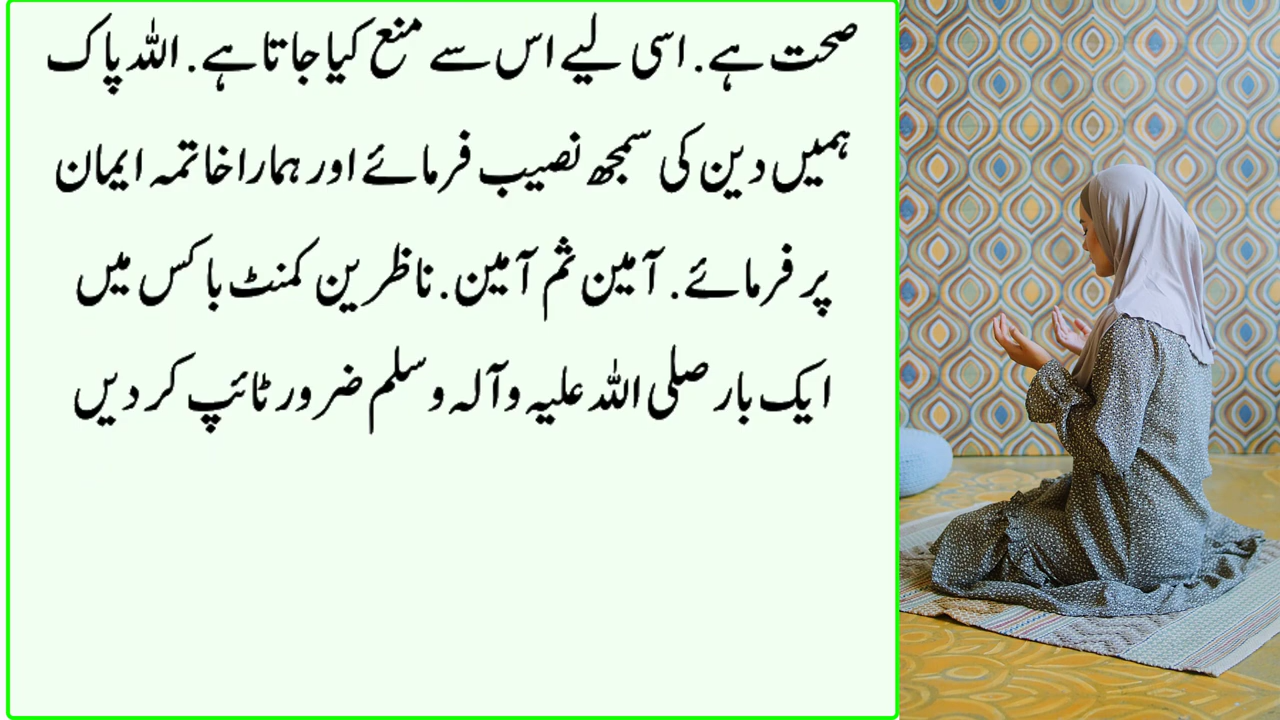 صحت ہے. اسی لیے اس سے منع کیا جاتا ہے. اللہ پاک
ہمیں دین کی سمجھ نصیب فرمائے اور ہمارا خاتمہ ایمان
پر فرمائے. آمین ثم آمین. ناظرین کمنٹ باکس میں
ایک بار صلی اللہ علیہ وآلہ وسلم ضرور ٹائپ کر دیں